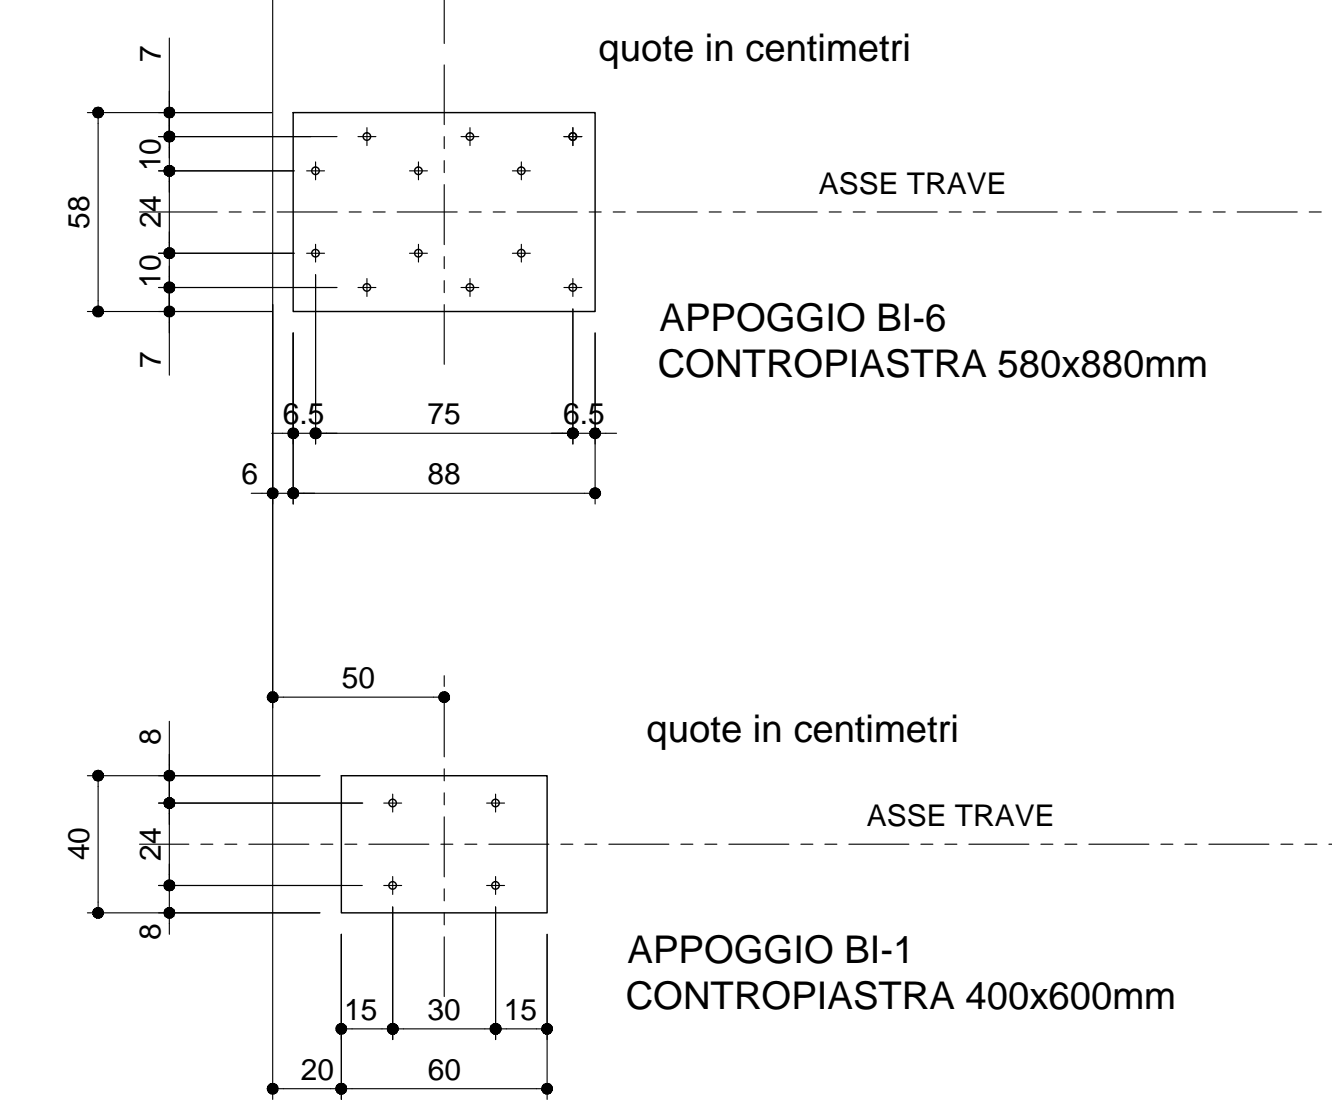 7
quote in centimetri
10
ASSE TRAVE
58
24
10
APPOGGIO BI-6
CONTROPIASTRA 580x880mm
7
6.5
75
6.5
6
88
50
quote in centimetri
8
ASSE TRAVE
40
24
8
APPOGGIO BI-1
CONTROPIASTRA 400x600mm
15
30
15
20
60